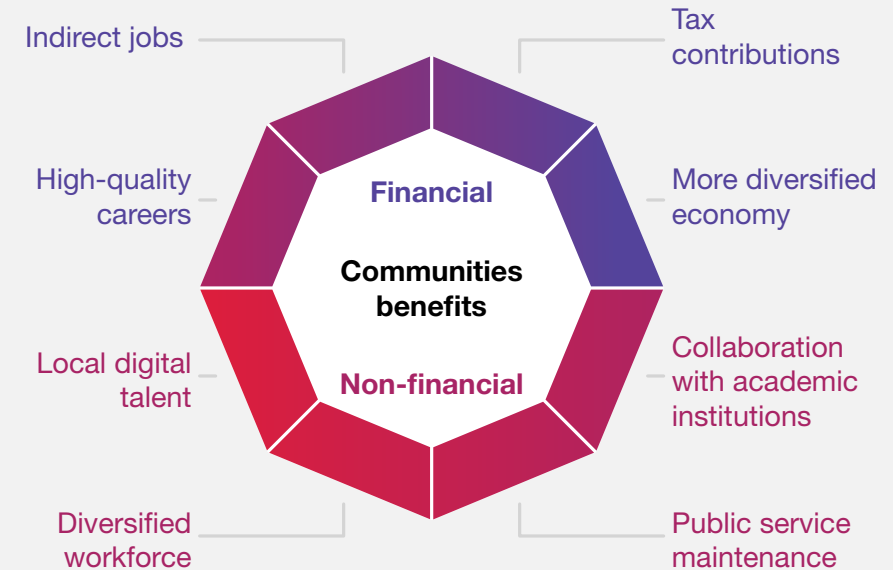 Indirect jobs
Tax
contributions
High-quality
careers
Financial
More diversified
economy
Communities
benefits
Local digital
talent
Non-financial
Collaboration
with academic
institutions
Diversified
workforce
Public service
maintenance